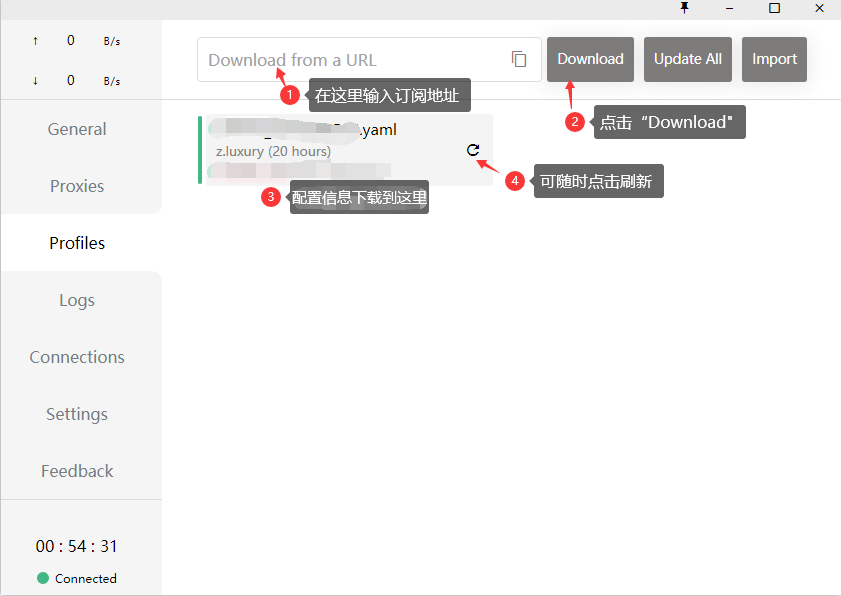 ↑ 0 B/s
↓ 0 B/s
General
Proxies
Profiles
Logs
Connections
Settings
Feedback
00 : 54 : 31
Connected
Download from a URL
Download
Update All
Import
1 在这里输入订阅地址
2 点击“Download"
.yaml
z.luxury (20 hours)
3 配置信息下载到这里
4 可随时点击刷新